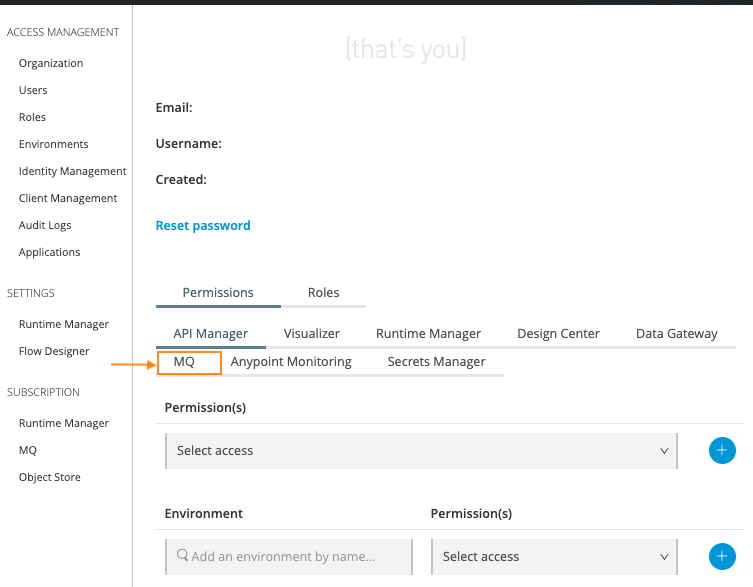 ACCESS MANAGEMENT
Organization
Users
Roles
Environments
Identity Management
Client Management
Audit Logs
Applications
SETTINGS
Runtime Manager
Flow Designer
SUBSCRIPTION
Runtime Manager
MQ
Object Store
(that's you)
Email:
Username:
Created:
Reset password
Permissions Roles
API Manager Visualizer Runtime Manager Design Center Data Gateway
MQ Anypoint Monitoring Secrets Manager
Permission(s)
Select access
Environment Permission(s)
Add an environment by name... Select access